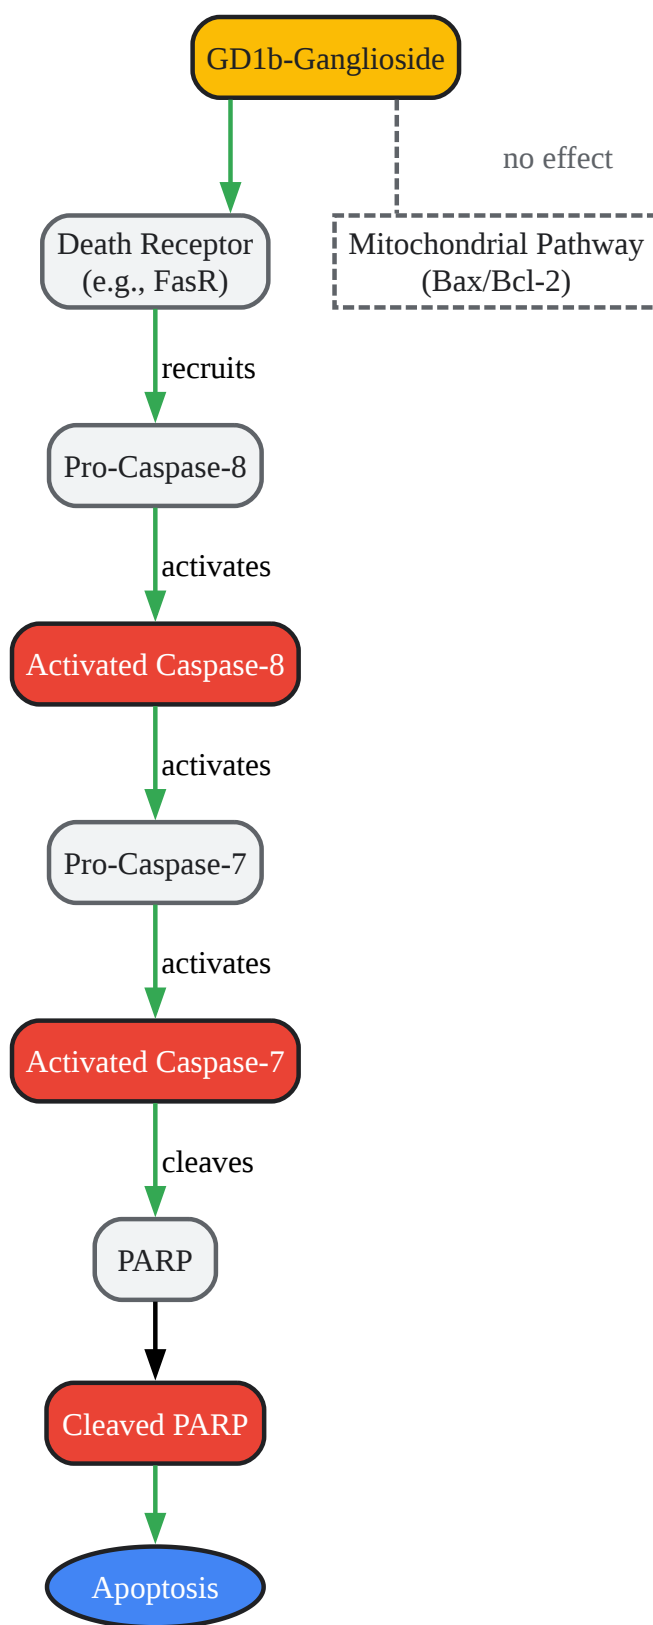 GD1b-Ganglioside
no effect
Death Receptor
(e.g., FasR)
Mitochondrial Pathway
(Bax/Bcl-2)
recruits
Pro-Caspase-8
activates
Activated Caspase-8
activates
Pro-Caspase-7
activates
Activated Caspase-7
cleaves
PARP
Cleaved PARP
Apoptosis